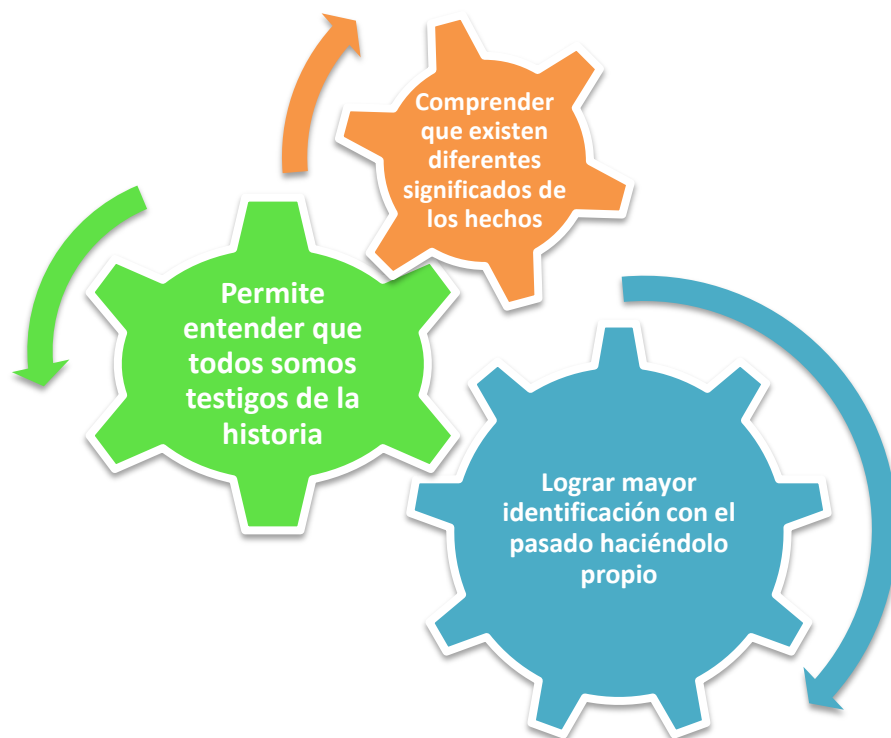 Comprender
que existen
diferentes
significados de
los hechos
Permite
entender que
todos somos
testigos de la
historia
Lograr mayor
identificación con el
pasado haciéndolo
propio